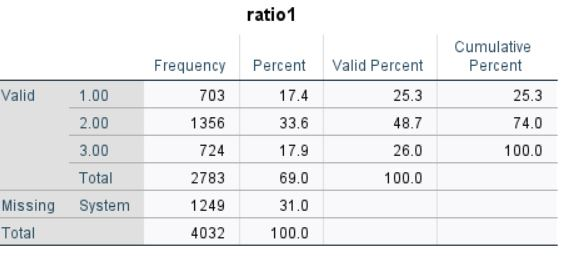 ratio1
Frequency Percent Valid Percent Cumulative Percent
Valid 1.00 703 17.4 25.3 25.3
2.00 1356 33.6 48.7 74.0
3.00 724 17.9 26.0 100.0
Total 2783 69.0 100.0
Missing System 1249 31.0
Total 4032 100.0